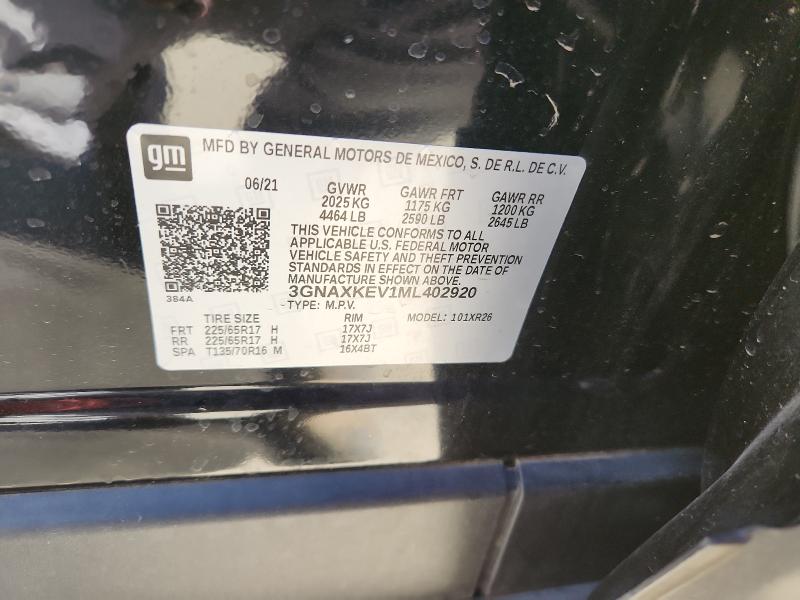 gm MFD BY GENERAL MOTORS DE MEXICO, S. DE R.L. DE C.V.
06/21 GVWR GAWR FRT GAWR RR
2025 KG 1175 KG 1200 KG
4464 LB 2590 LB 2645 LB
THIS VEHICLE CONFORMS TO ALL
APPLICABLE U.S. FEDERAL MOTOR
VEHICLE SAFETY AND THEFT PREVENTION
STANDARDS IN EFFECT ON THE DATE OF
MANUFACTURE SHOWN ABOVE.
384A 3GNAXKEV1ML402920
TYPE: M.P.V. MODEL: 101XR26
TIRE SIZE RIM
FRT 225/65R17 H 17X7J
RR 225/65R17 H 17X7J
SPA T135/70R16 M 16X4BT